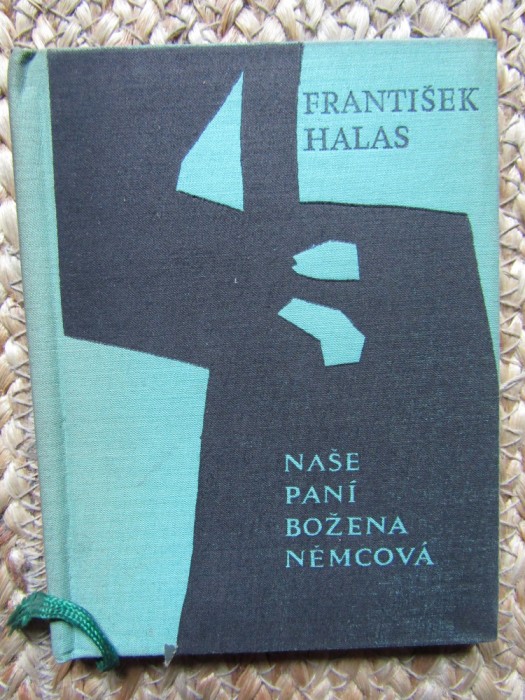 FRANTIŠEK
HALAS
NAŠE
PANÍ
BOŽENA
NĚMCOVÁ